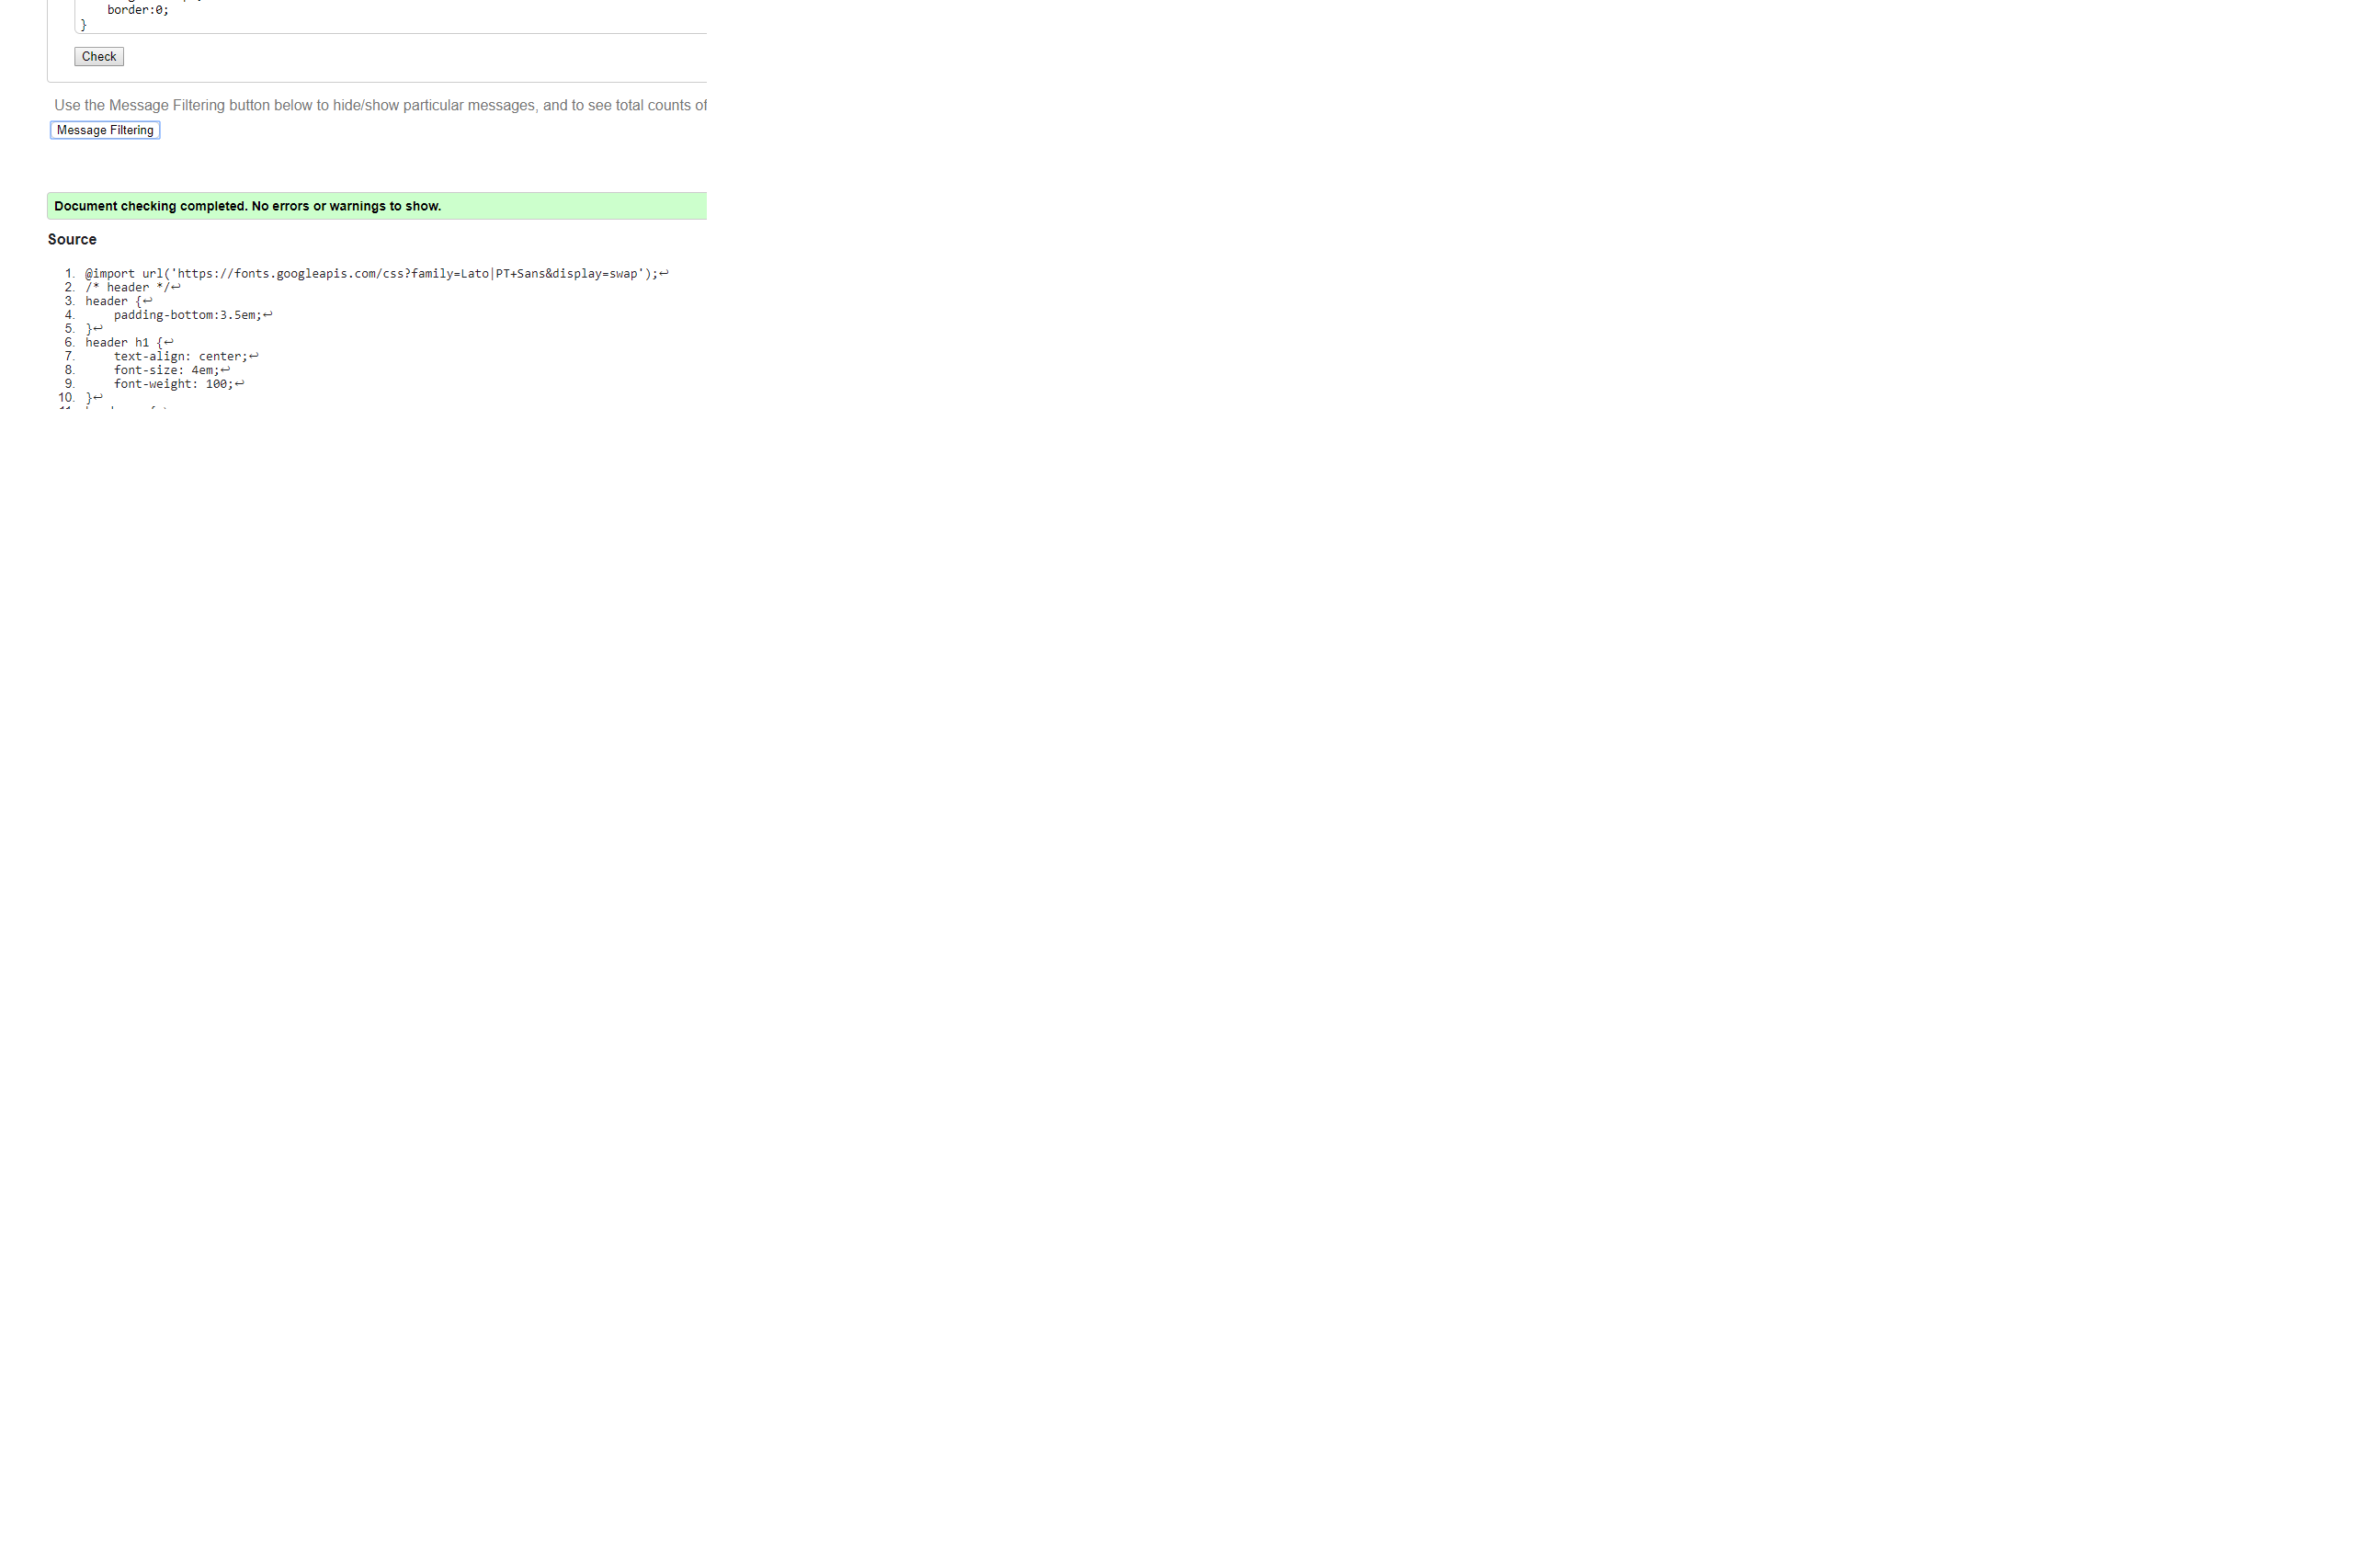 border:0;
}
Check
Use the Message Filtering button below to hide/show particular messages, and to see total counts of
Message Filtering
Document checking completed. No errors or warnings to show.
Source
1. @import url('https://fonts.googleapis.com/css?family=Lato|PT+Sans&display=swap');↩
2. /* header */↩
3. header {↩
4. padding-bottom:3.5em;↩
5. }↩
6. header h1 {↩
7. text-align: center;↩
8. font-size: 4em;↩
9. font-weight: 100;↩
10. }↩